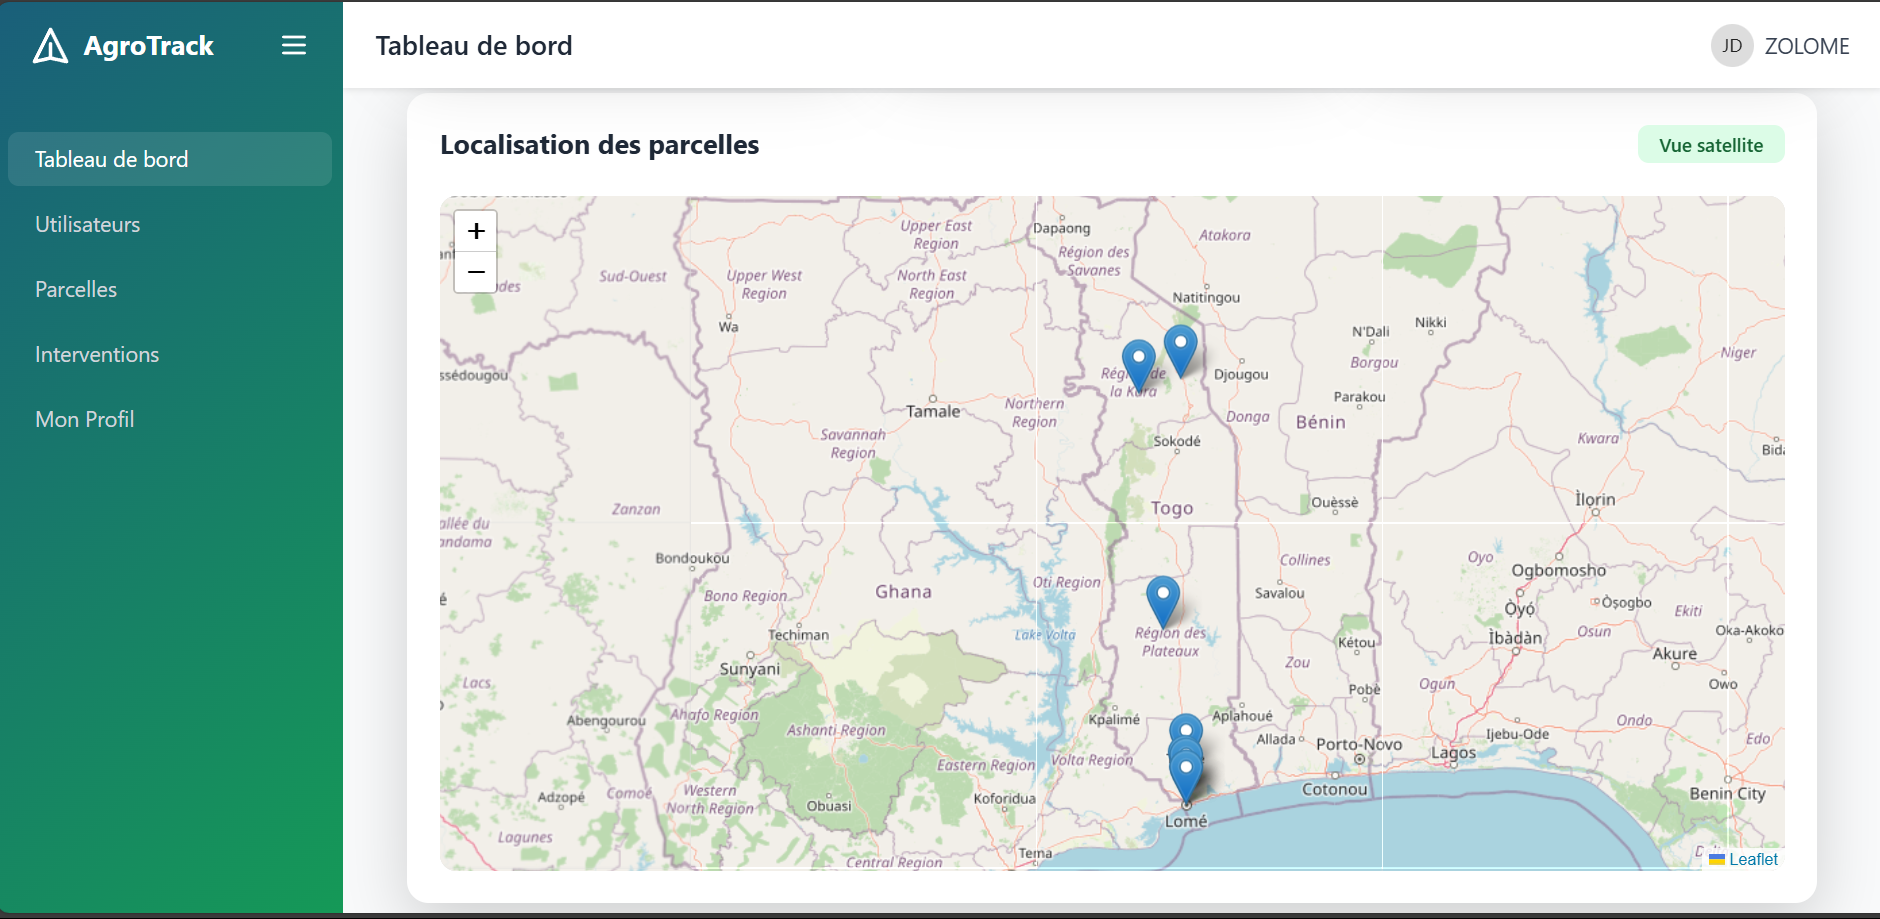 AgroTrack
Tableau de bord
Utilisateurs
Parcelles
Interventions
Mon Profil
Tableau de bord
JD
ZOLOME
Localisation des parcelles
Vue satellite
+
−
Upper East
Region
Dapaong
Région des
Savanes
Atakora
Sud-Ouest
Upper West
Region
North East
Region
Natitingou
Wa
N'Dali
Nikki
Borgou
Niger
ssédougou
la Kara
Djougou
Parakou
Tamale
Northern
Region
Donga
Bénin
Savannah
Region
Sokodé
Kwara
Bida
Zanzan
Togo
Ouèssè
Ìlorin
allée du
andama
Bondoukou
Ghana
Oti Region
Collines
Oyo
Ogbomosho
Bono Region
Savalou
Òyó
Òṣogbo
Ekiti
Techiman
Lake Volta
Région des
Plateaux
Kétou
Ìbàdàn
Osun
Oka-Akoko
Sunyani
Zou
Akure
Lacs
Ogun
Pobè
Owo
Abengourou
Ahafo Region
Ashanti Region
Kpalimé
Aplahoué
Ondo
Ijebu-Ode
Edo
Allada
Porto-Novo
Lagos
Eastern Region
Volta Region
Cotonou
Adzopé
Comoé
Western
North Region
Obuasi
Koforidua
Benin City
Lagunes
Lomé
Central Region
Tema
Leaflet